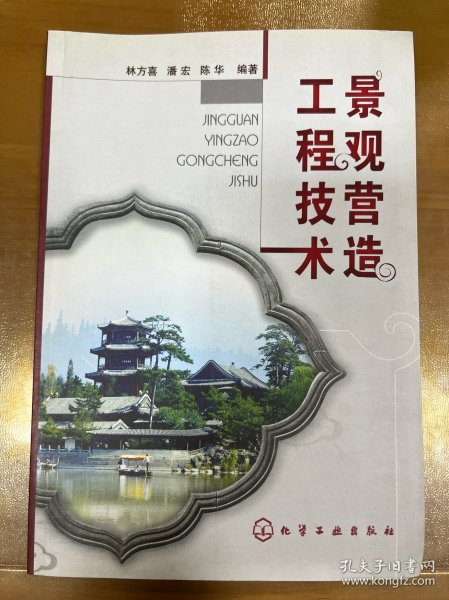 林方喜 潘宏 陈华 编著
JINGGUAN
YINGZAO
GONGCHENG
JISHU
景观营造
工程技术
化学工业出版社
孔夫子旧书网
www.kongfz.com